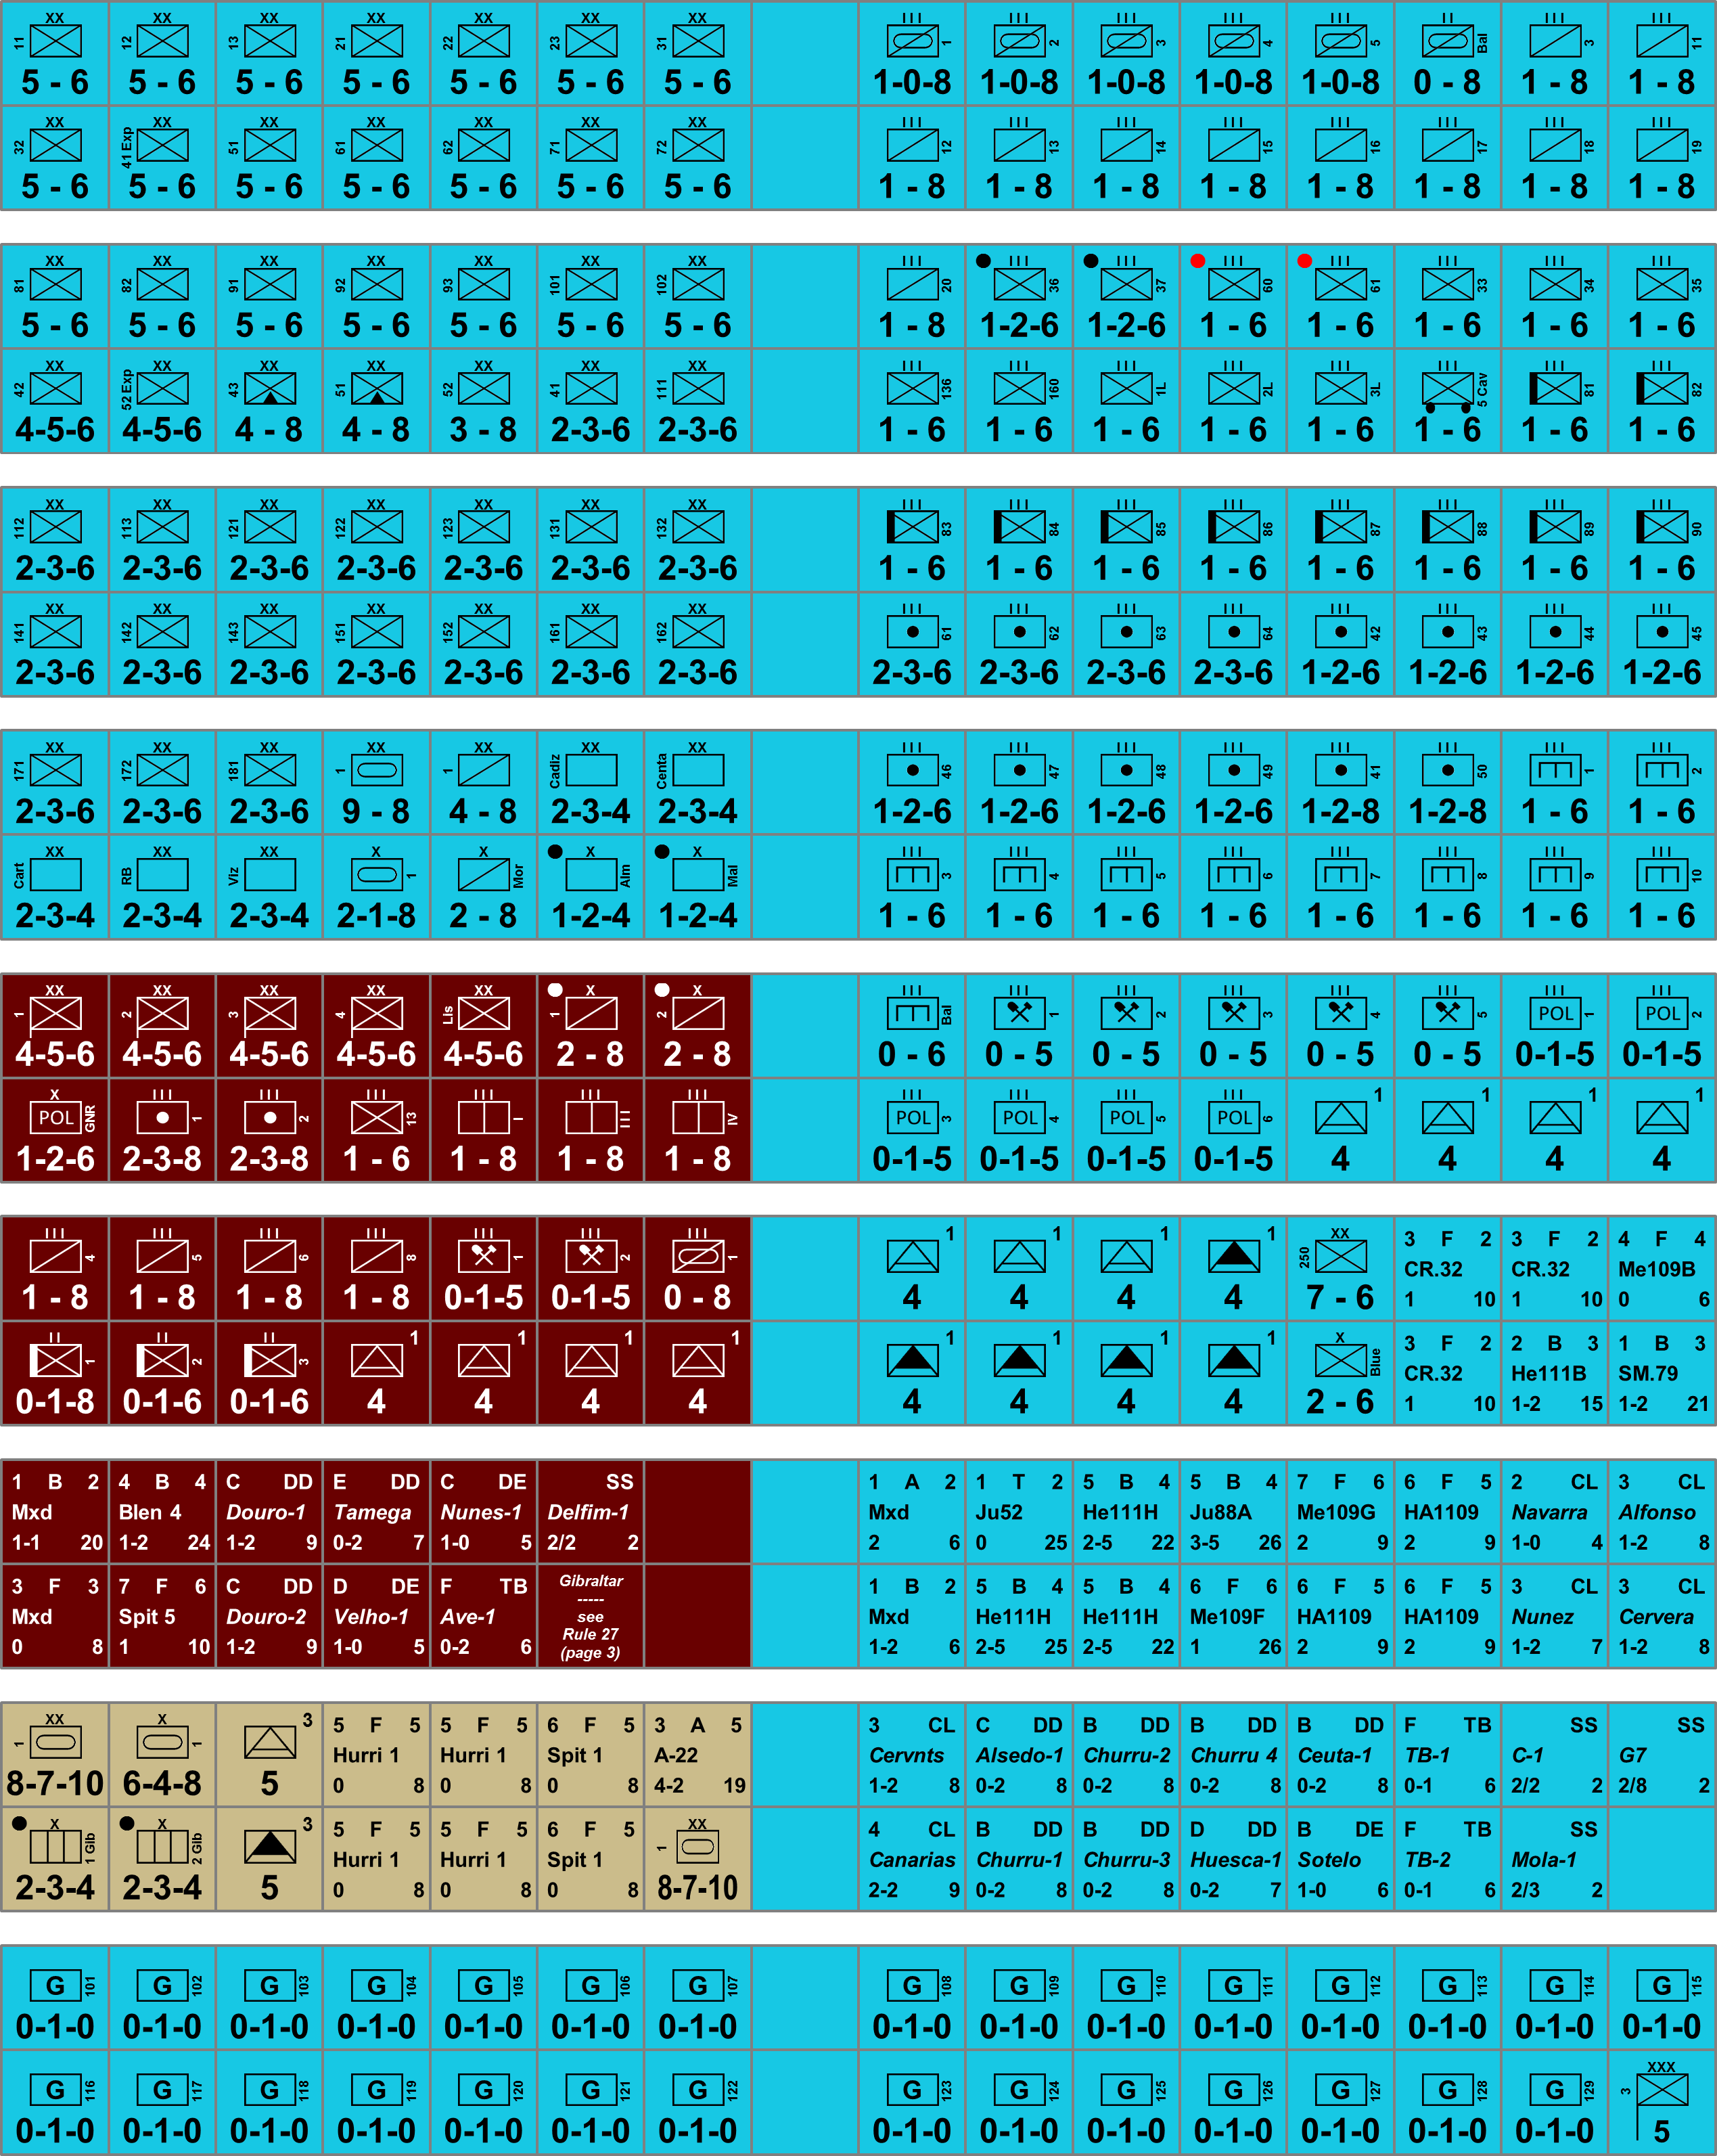 XX XX XX XX XX XX XX III III III III III II III III
11 12 13 21 22 23 31 1 2 3 4 5 Bal 3 11
5 - 6 5 - 6 5 - 6 5 - 6 5 - 6 5 - 6 5 - 6 1-0-8 1-0-8 1-0-8 1-0-8 1-0-8 0 - 8 1 - 8 1 - 8
XX XX XX XX XX XX XX III III III III III III III III
32 41 Exp 51 61 62 71 72 12 13 14 15 16 17 18 19
5 - 6 5 - 6 5 - 6 5 - 6 5 - 6 5 - 6 5 - 6 1 - 8 1 - 8 1 - 8 1 - 8 1 - 8 1 - 8 1 - 8 1 - 8
XX XX XX XX XX XX XX III III III III III III III III
81 82 91 92 93 101 102 20 36 37 60 61 33 34 35
5 - 6 5 - 6 5 - 6 5 - 6 5 - 6 5 - 6 5 - 6 1 - 8 1-2-6 1-2-6 1 - 6 1 - 6 1 - 6 1 - 6 1 - 6
XX XX XX XX XX XX XX III III III III III III III III
42 52 Exp 43 51 52 41 111 136 160 1L 2L 3L 5 Cav 81 82
4-5-6 4-5-6 4 - 8 4 - 8 3 - 8 2-3-6 2-3-6 1 - 6 1 - 6 1 - 6 1 - 6 1 - 6 1 - 6 1 - 6 1 - 6
XX XX XX XX XX XX XX III III III III III III III III
112 113 121 122 123 131 132 83 84 85 86 87 88 89 90
2-3-6 2-3-6 2-3-6 2-3-6 2-3-6 2-3-6 2-3-6 1 - 6 1 - 6 1 - 6 1 - 6 1 - 6 1 - 6 1 - 6 1 - 6
XX XX XX XX XX XX XX III III III III III III III III
141 142 143 151 152 161 162 61 62 63 64 42 43 44 45
2-3-6 2-3-6 2-3-6 2-3-6 2-3-6 2-3-6 2-3-6 2-3-6 2-3-6 2-3-6 2-3-6 1-2-6 1-2-6 1-2-6 1-2-6
XX XX XX XX XX XX XX III III III III III III III III
171 172 181 1 1 Cadiz Centa 46 47 48 49 41 50 1 2
2-3-6 2-3-6 2-3-6 9 - 8 4 - 8 2-3-4 2-3-4 1-2-6 1-2-6 1-2-6 1-2-6 1-2-8 1-2-8 1 - 6 1 - 6
XX XX XX X X X X III III III III III III III III
Cart RB Viz 1 Mor Alm Mal 3 4 5 6 7 8 9 10
2-3-4 2-3-4 2-3-4 2-1-8 2 - 8 1-2-4 1-2-4 1 - 6 1 - 6 1 - 6 1 - 6 1 - 6 1 - 6 1 - 6 1 - 6
XX XX XX XX XX X X III III III III III III III III
1 2 3 4 Lis 1 2 Bal 1 2 3 4 5 POL 1 POL 2
4-5-6 4-5-6 4-5-6 4-5-6 4-5-6 2 - 8 2 - 8 0 - 6 0 - 5 0 - 5 0 - 5 0 - 5 0 - 5 0-1-5 0-1-5
X III III III III III III III III 1 1 1 1
POL GNR 1 2 13 I III IV POL 3 POL 4 POL 5 POL 6
1-2-6 2-3-8 2-3-8 1 - 6 1 - 8 1 - 8 1 - 8 0-1-5 0-1-5 0-1-5 0-1-5 4 4 4 4
III III III III III III III 1 1 1 1 XX 3 F 2 3 F 2 4 F 4
4 5 6 8 1 2 1 250 CR.32 CR.32 Me109B
1 - 8 1 - 8 1 - 8 1 - 8 0-1-5 0-1-5 0 - 8 4 4 4 4 7 - 6 1 10 1 10 0 6
II II II 1 1 1 1 1 1 1 1 X 3 F 2 2 B 3 1 B 3
1 2 3 Blue CR.32 He111B SM.79
0-1-8 0-1-6 0-1-6 4 4 4 4 4 4 4 4 2 - 6 1 10 1-2 15 1-2 21
1 B 2 4 B 4 C DD E DD C DE SS 1 A 2 1 T 2 5 B 4 5 B 4 7 F 6 6 F 5 2 CL 3 CL
Mxd Blen 4 Douro-1 Tamega Nunes-1 Delfim-1 Mxd Ju52 He111H Ju88A Me109G HA1109 Navarra Alfonso
1-1 20 1-2 24 1-2 9 0-2 7 1-0 5 2/2 2 2 6 0 25 2-5 22 3-5 26 2 9 2 9 1-0 4 1-2 8
3 F 3 7 F 6 C DD D DE F TB Gibraltar
-----
see
Rule 27
(page 3) 1 B 2 5 B 4 5 B 4 6 F 6 6 F 5 6 F 5 3 CL 3 CL
Mxd Spit 5 Douro-2 Velho-1 Ave-1 Mxd He111H He111H Me109F HA1109 HA1109 Nunez Cervera
0 8 1 10 1-2 9 1-0 5 0-2 6 1-2 6 2-5 25 2-5 22 1 26 2 9 2 9 1-2 7 1-2 8
XX X 3 5 F 5 5 F 5 6 F 5 3 A 5 3 CL C DD B DD B DD B DD F TB SS SS
1 1 Hurri 1 Hurri 1 Spit 1 A-22 Cervnts Alsedo-1 Churru-2 Churru 4 Ceuta-1 TB-1 C-1 G7
8-7-10 6-4-8 5 0 8 0 8 0 8 4-2 19 1-2 8 0-2 8 0-2 8 0-2 8 0-2 8 0-1 6 2/2 2 2/8 2
X X 3 5 F 5 5 F 5 6 F 5 XX 4 CL B DD B DD D DD B DE F TB SS
1 Gib 2 Gib Hurri 1 Hurri 1 Spit 1 1 Canarias Churru-1 Churru-3 Huesca-1 Sotelo TB-2 Mola-1
2-3-4 2-3-4 5 0 8 0 8 0 8 8-7-10 2-2 9 0-2 8 0-2 8 0-2 7 1-0 6 0-1 6 2/3 2
G 101 G 102 G 103 G 104 G 105 G 106 G 107 G 108 G 109 G 110 G 111 G 112 G 113 G 114 G 115
0-1-0 0-1-0 0-1-0 0-1-0 0-1-0 0-1-0 0-1-0 0-1-0 0-1-0 0-1-0 0-1-0 0-1-0 0-1-0 0-1-0 0-1-0
XXX
G 116 G 117 G 118 G 119 G 120 G 121 G 122 G 123 G 124 G 125 G 126 G 127 G 128 G 129 3
0-1-0 0-1-0 0-1-0 0-1-0 0-1-0 0-1-0 0-1-0 0-1-0 0-1-0 0-1-0 0-1-0 0-1-0 0-1-0 0-1-0 5